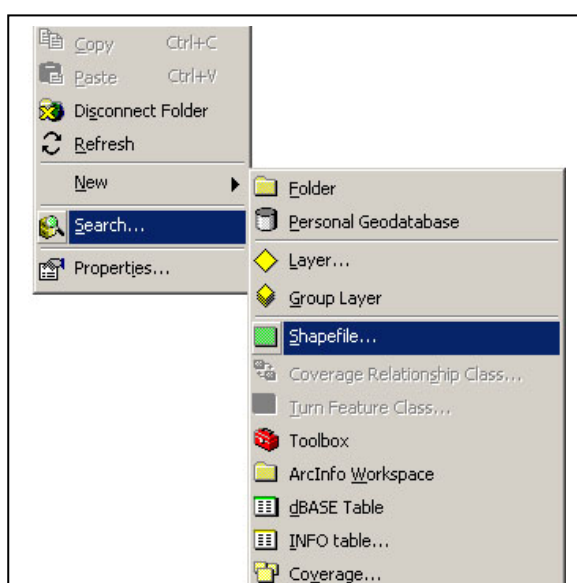 Copy Ctrl+C
Paste Ctrl+V
Disconnect Folder
Refresh
New
Search...
Properties...
Folder
Personal Geodatabase
Layer...
Group Layer
Shapefile...
Coverage Relationship Class...
Turn Feature Class...
Toolbox
ArcInfo Workspace
dBASE Table
INFO table...
Coverage...